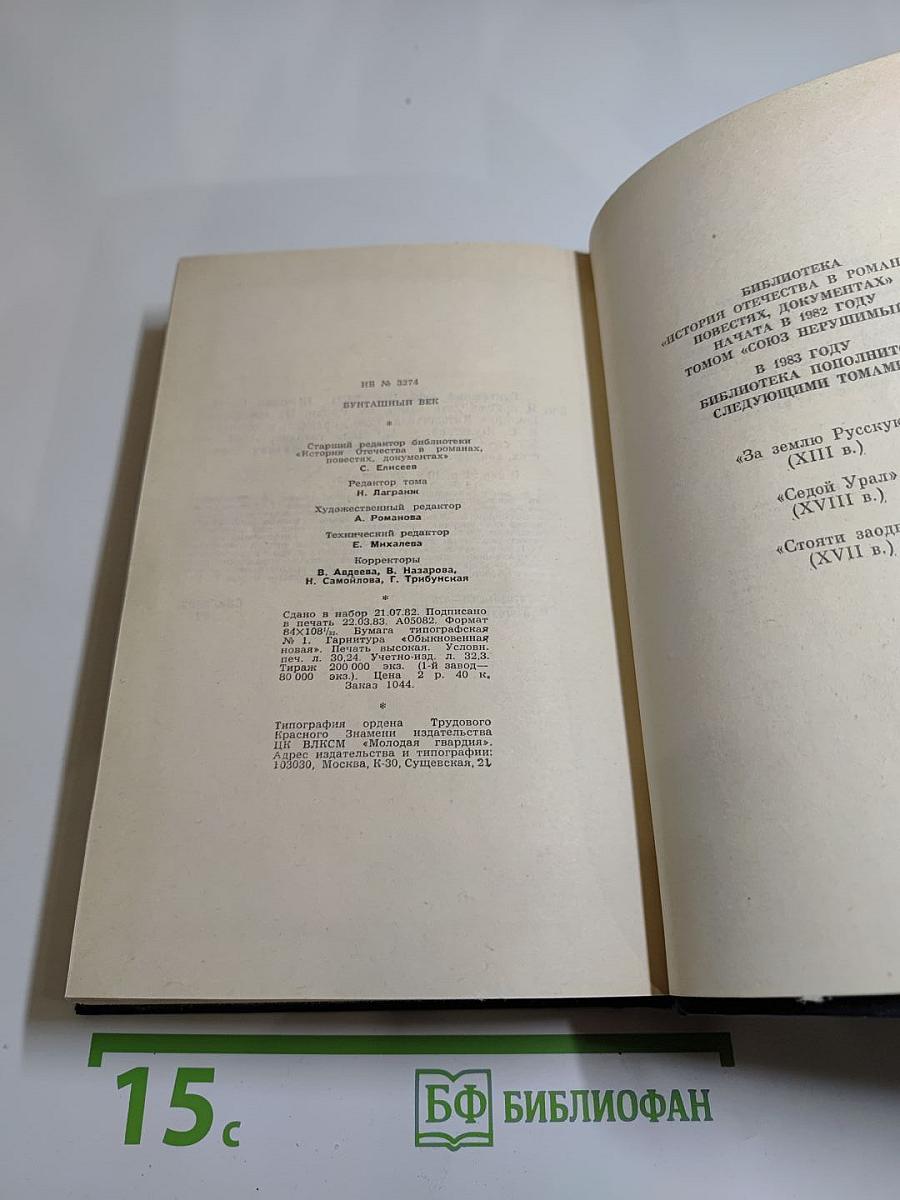 ИБ № 3274
БУНТАШНЫЙ ВЕК
*
Старший редактор библиотеки
«История Отечества в романах,
повестях, документах»
С. Елисеев
Редактор тома
Н. Лагранж
Художественный редактор
А. Романова
Технический редактор
Е. Михалева
Корректоры
В. Авдеева, В. Назарова,
Н. Самойлова, Г. Трибунская
*
Сдано в набор 21.07.82. Подписано
в печать 22.03.83. А05082. Формат
84×108¹/₃₂. Бумага типографская
№ 1. Гарнитура «Обыкновенная
новая». Печать высокая. Условн.
печ. л. 30,24. Учетно-изд. л. 32,3.
Тираж 200 000 экз. (1-й завод—
80 000 экз.). Цена 2 р. 40 к.
Заказ 1044.
*
Типография ордена Трудового
Красного Знамени издательства
ЦК ВЛКСМ «Молодая гвардия».
Адрес издательства и типографии:
103030, Москва, К-30, Сущевская, 21
БИБЛИОТЕКА
«ИСТОРИЯ ОТЕЧЕСТВА В РОМАН
ПОВЕСТЯХ, ДОКУМЕНТАХ»
НАЧАТА В 1982 ГОДУ
ТОМОМ «СОЮЗ НЕРУШИМЫ
В 1983 ГОДУ
БИБЛИОТЕКА ПОПОЛНИТ
СЛЕДУЮЩИМИ ТОМАМ
«За землю Русскую
(XIII в.)
«Седой Урал»
(XVIII в.)
«Стояти заод
(XVII в.)
15 с
БФ БИБЛИОФАН